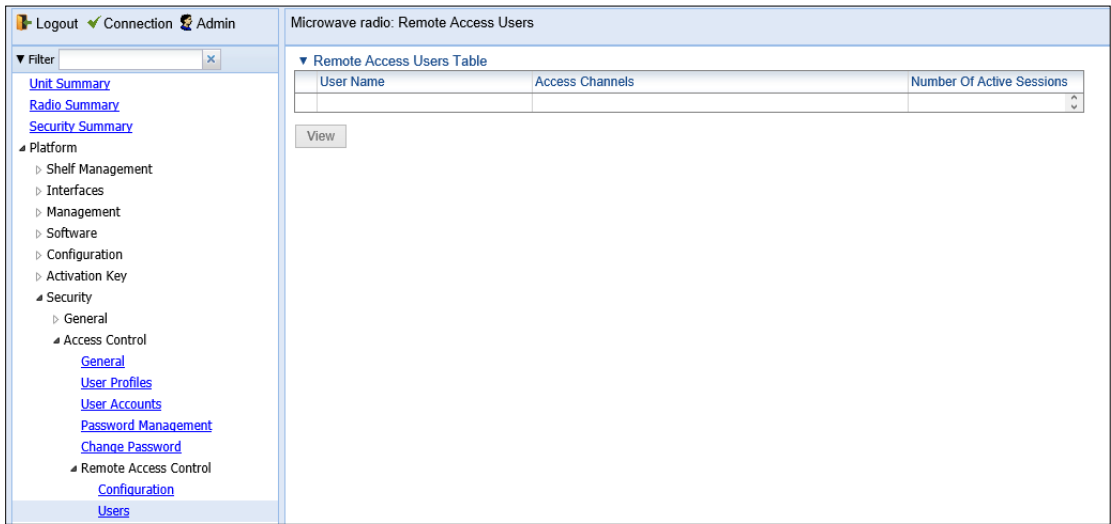 Logout Connection Admin
Filter
Unit Summary
Radio Summary
Security Summary
Platform
Shelf Management
Interfaces
Management
Software
Configuration
Activation Key
Security
General
Access Control
General
User Profiles
User Accounts
Password Management
Change Password
Remote Access Control
Configuration
Users
Microwave radio: Remote Access Users
Remote Access Users Table
User Name Access Channels Number Of Active Sessions
View